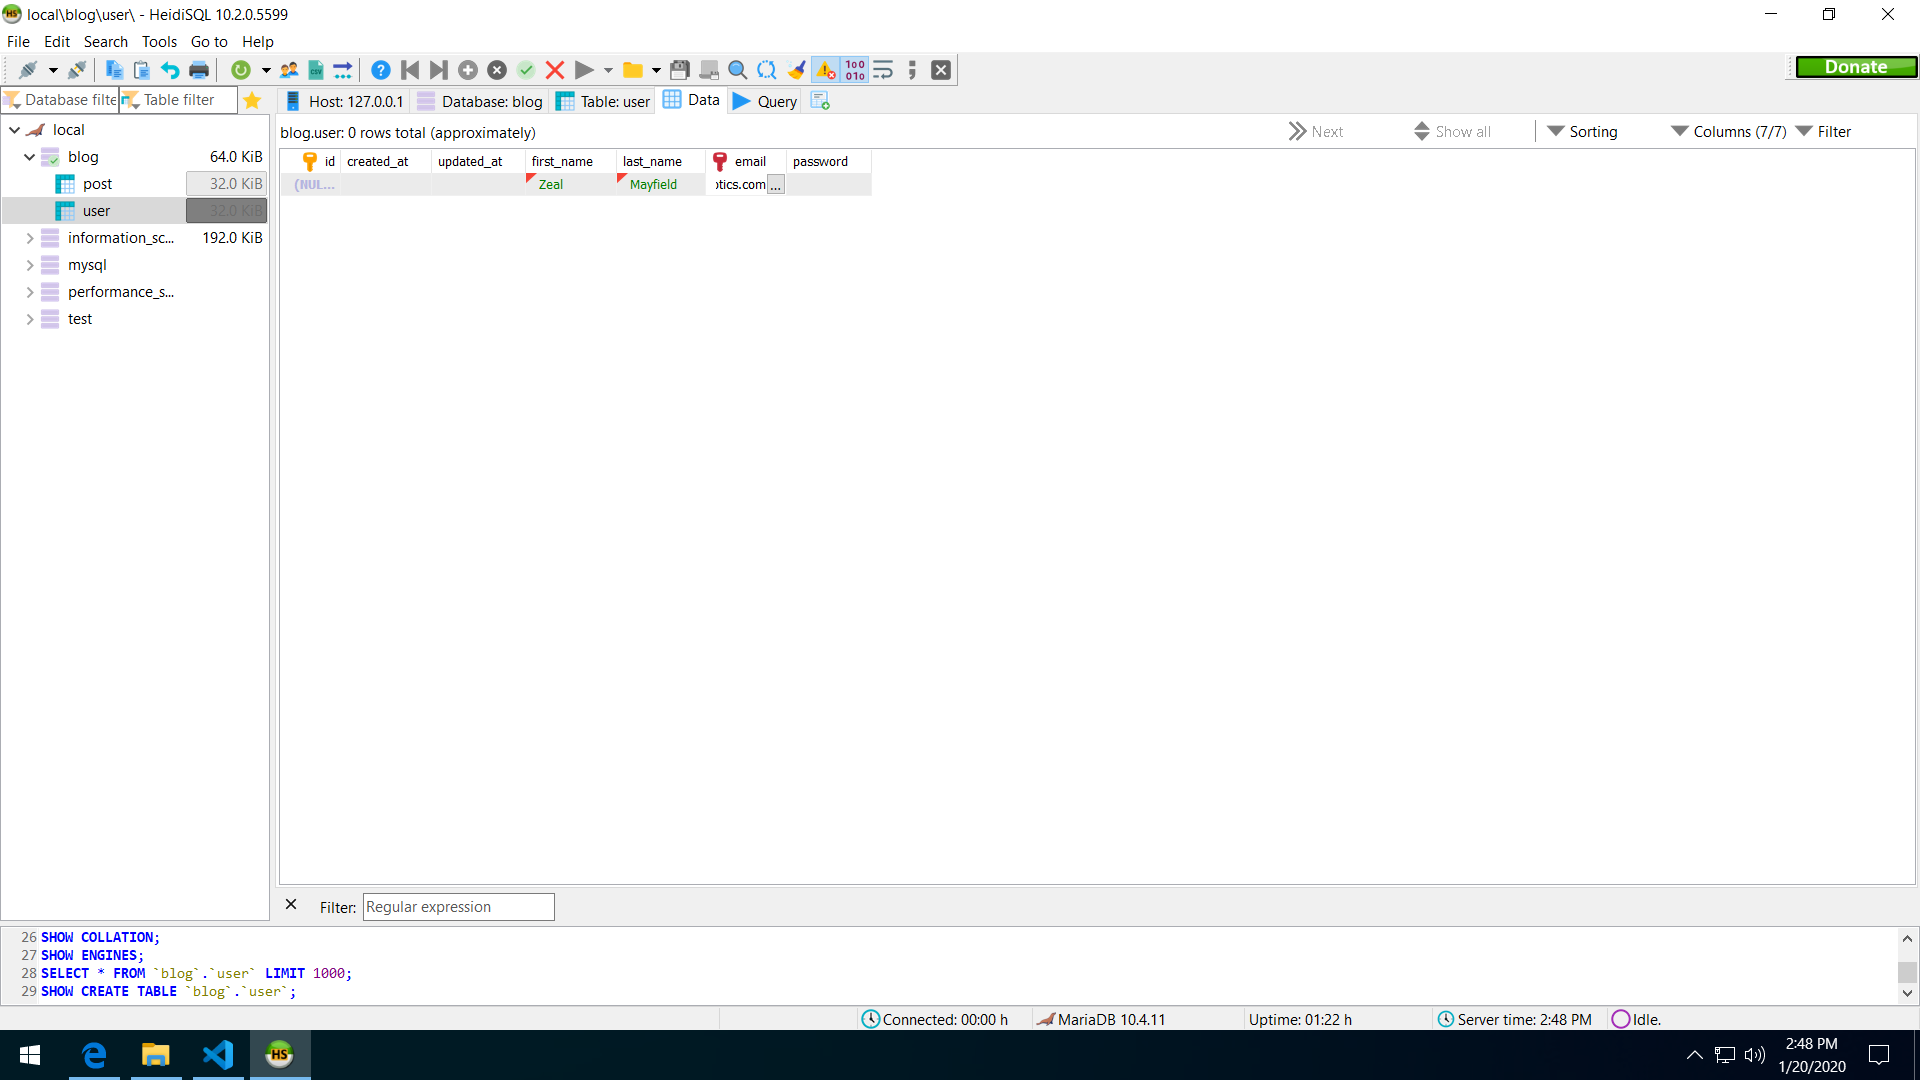 local\blog\user\ - HeidiSQL 10.2.0.5599
File Edit Search Tools Go to Help
Donate
Database filte Table filter
Host: 127.0.0.1 Database: blog Table: user Data Query
local
blog 64.0 KiB
post 32.0 KiB
user 32.0 KiB
information_sc... 192.0 KiB
mysql
performance_s...
test
blog.user: 0 rows total (approximately)
Next Show all Sorting Columns (7/7) Filter
id created_at updated_at first_name last_name email password
(NUL... Zeal Mayfield otics.com ...
Filter: Regular expression
26 SHOW COLLATION;
27 SHOW ENGINES;
28 SELECT * FROM `blog`.`user` LIMIT 1000;
29 SHOW CREATE TABLE `blog`.`user`;
Connected: 00:00 h MariaDB 10.4.11 Uptime: 01:22 h Server time: 2:48 PM Idle.
HS
2:48 PM
1/20/2020